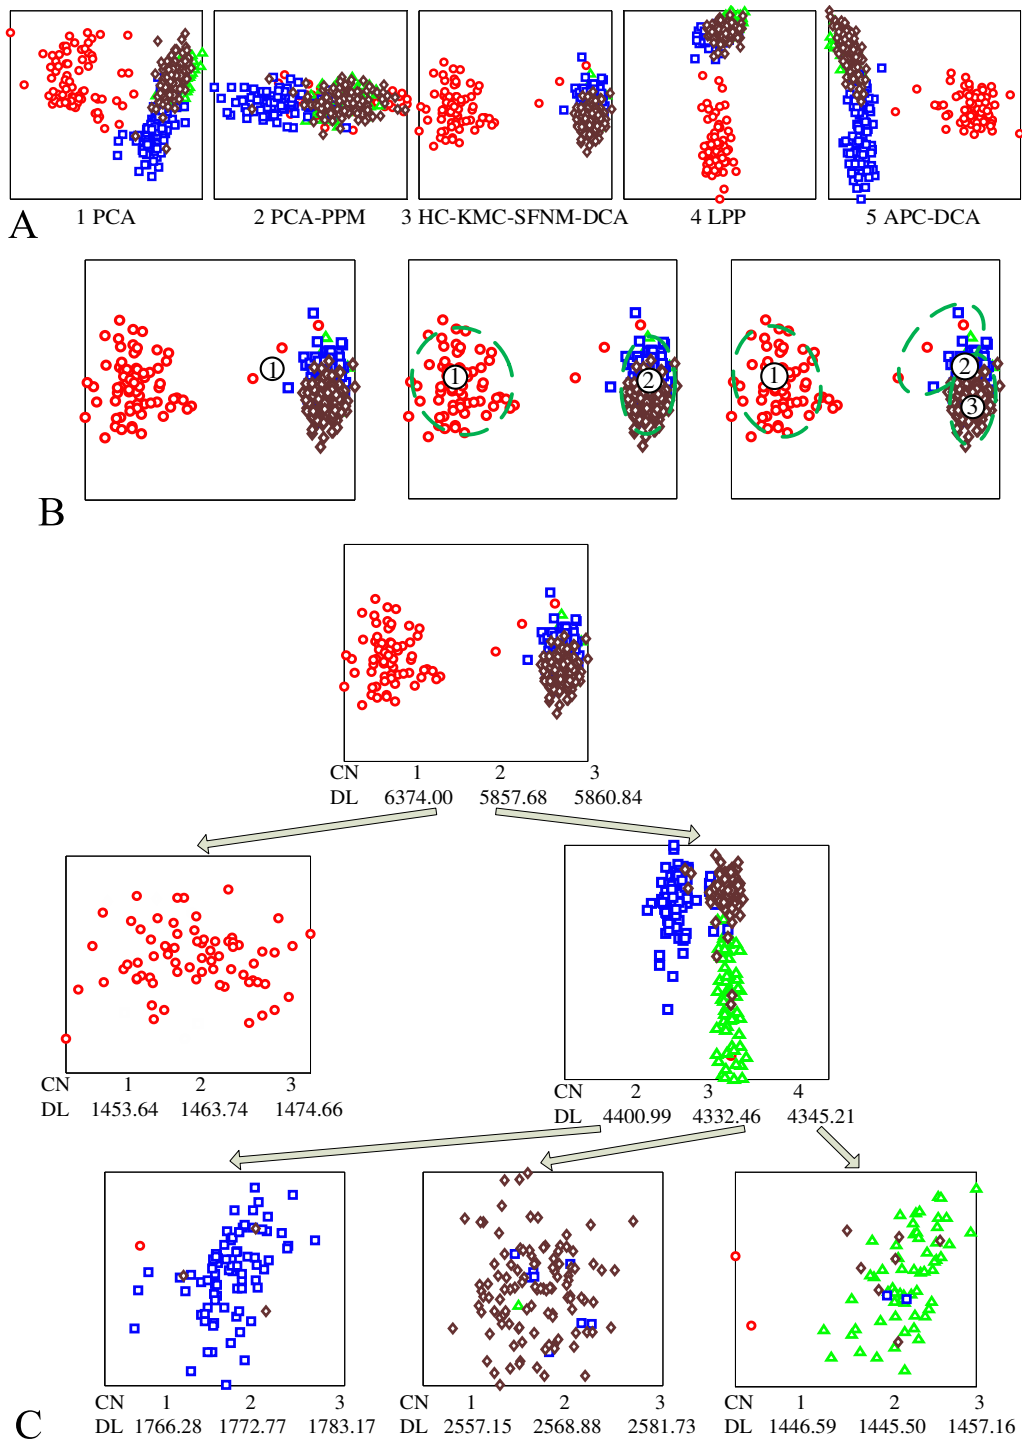 1 PCA 2 PCA-PPM 3 HC-KMC-SFNM-DCA 4 LPP 5 APC-DCA
A
① ① ② ① ② ③
B
CN 1 2 3
DL 6374.00 5857.68 5860.84
CN 1 2 3
DL 1453.64 1463.74 1474.66
CN 2 3 4
DL 4400.99 4332.46 4345.21
CN 1 2 3
DL 1766.28 1772.77 1783.17
CN 1 2 3
DL 2557.15 2568.88 2581.73
CN 1 2 3
DL 1446.59 1445.50 1457.16
C